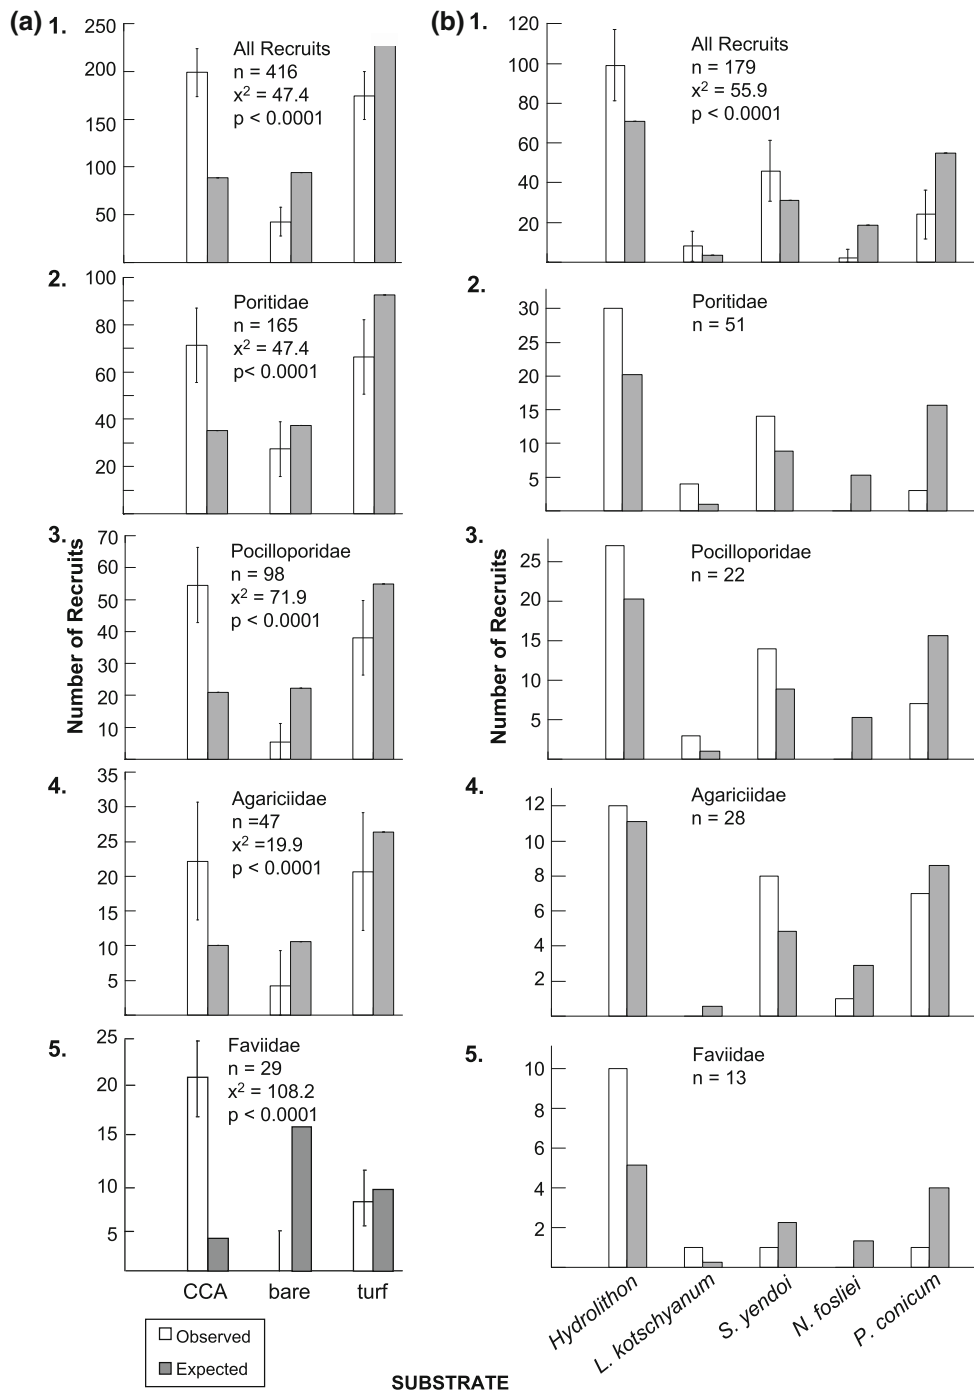 (a) 1.
250
200
150
100
50
All Recruits
n = 416
x² = 47.4
p < 0.0001
2.
100
80
60
40
20
Poritidae
n = 165
x² = 47.4
p< 0.0001
3.
70
60
50
40
30
20
10
Pocilloporidae
n = 98
x² = 71.9
p < 0.0001
Number of Recruits
4.
35
30
25
20
15
10
5
Agariciidae
n =47
x² =19.9
p < 0.0001
5.
25
20
15
10
5
Faviidae
n = 29
x² = 108.2
p < 0.0001
CCA bare turf
Observed
Expected
(b) 1.
120
100
80
60
40
20
All Recruits
n = 179
x² = 55.9
p < 0.0001
2.
30
25
20
15
10
5
Poritidae
n = 51
3.
25
20
15
10
5
Pocilloporidae
n = 22
Number of Recruits
4.
12
10
8
6
4
2
Agariciidae
n = 28
5.
10
8
6
4
2
Faviidae
n = 13
Hydrolithon
L. kotschyanum
S. yendoi
N. fosliei
P. conicum
SUBSTRATE